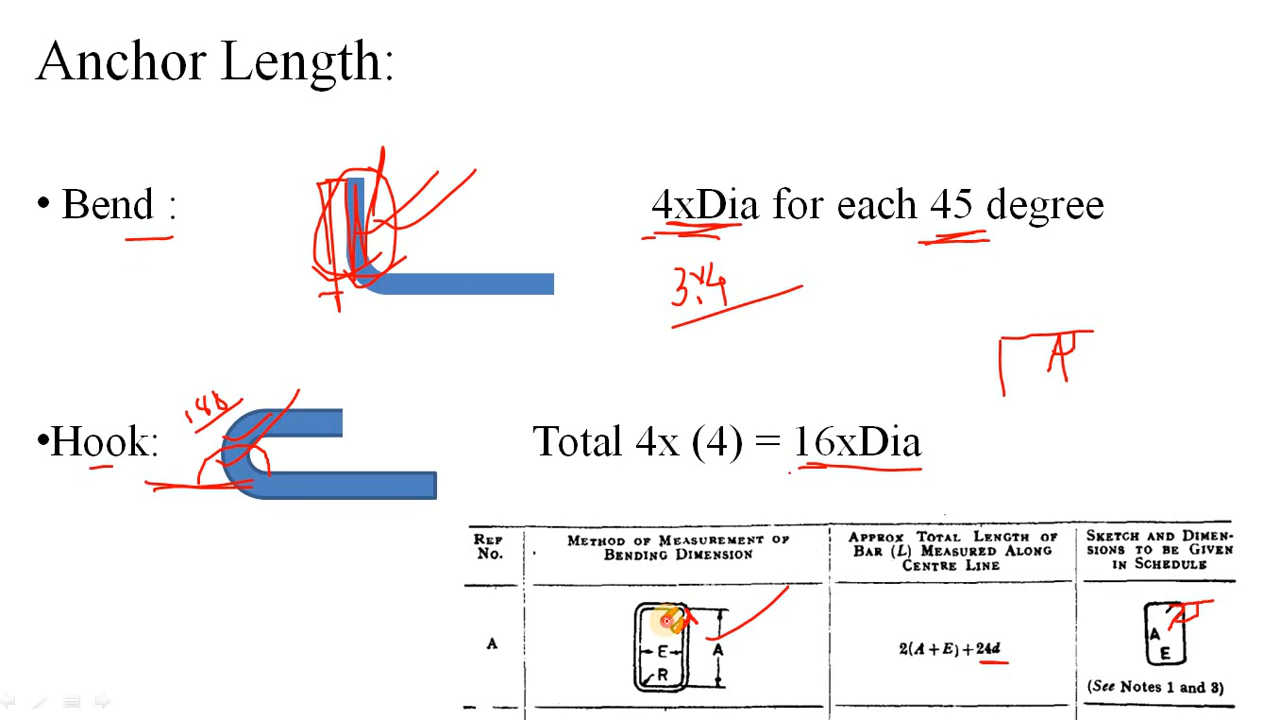 Anchor Length:
• Bend : 4xDia for each 45 degree
3x4
A
180
•Hook: Total 4x (4) = 16xDia
REF No. METHOD OF MEASUREMENT OF BENDING DIMENSION APPROX TOTAL LENGTH OF BAR (L) MEASURED ALONG CENTRE LINE SKETCH AND DIMENSIONS TO BE GIVEN IN SCHEDULE
A E R A 2(A+E)+24d A E
(See Notes 1 and 3)